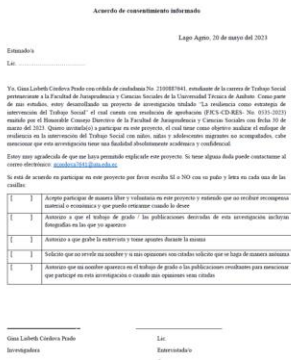 Acuerdo de consentimiento informado
Lago Agrio, 20 de mayo del 2023
Estimado/a
Lic.
Yo, Gina Lisbeth Córdova Prado con cédula de ciudadanía No. 2100887641, estudiante de la carrera de Trabajo Social
perteneciente a la Facultad de Jurisprudencia y Ciencias Sociales de la Universidad Técnica de Ambato. Como parte
de mis estudios, estoy desarrollando un proyecto de investigación titulado "La resiliencia como estrategia de
intervención del Trabajo Social" el cual cuenta con resolución de aprobación (FJCS-CD-RES- No. 0535-2023)
emitido por el Honorable Consejo Directivo de la Facultad de Jurisprudencia y Ciencias Sociales con fecha 30 de
marzo del 2023. Quiero invitarle(a) a participar en este proyecto, el cual tiene como objetivo analizar el enfoque de
resiliencia en la intervención del Trabajo Social con niños, niñas y adolescentes migrantes no acompañados, cabe
mencionar que esta investigación tiene una finalidad absolutamente académica y confidencial.
Estoy muy agradecida de que me haya permitido explicarle este proyecto. Si tiene alguna duda puede contactarme al
correo electrónico:
Si está de acuerdo en participar en este proyecto por favor escriba SI o NO con su puño y letra en cada una de las
casillas:
[ ] Acepto participar de manera libre y voluntaria en este proyecto y entiendo que no recibiré recompensa
material o económica y que puedo retirarme cuando lo desee
[ ] Autorizo a que el trabajo de grado / las publicaciones derivadas de esta investigación incluyan
fotografías en las que yo aparezco
[ ] Autorizo a que grabe la entrevista y tome apuntes durante la misma
[ ] Solicito que se revele mi nombre y si mis opiniones son citadas solicito que se haga de manera anónima
[ ] Autorizo que mi nombre aparezca en el trabajo de grado o las publicaciones resultantes para mencionar
que participé en esta investigación o cuando mis opiniones sean citadas
Gina Lisbeth Córdova Prado
Lic.
Investigadora
Entrevistado/a